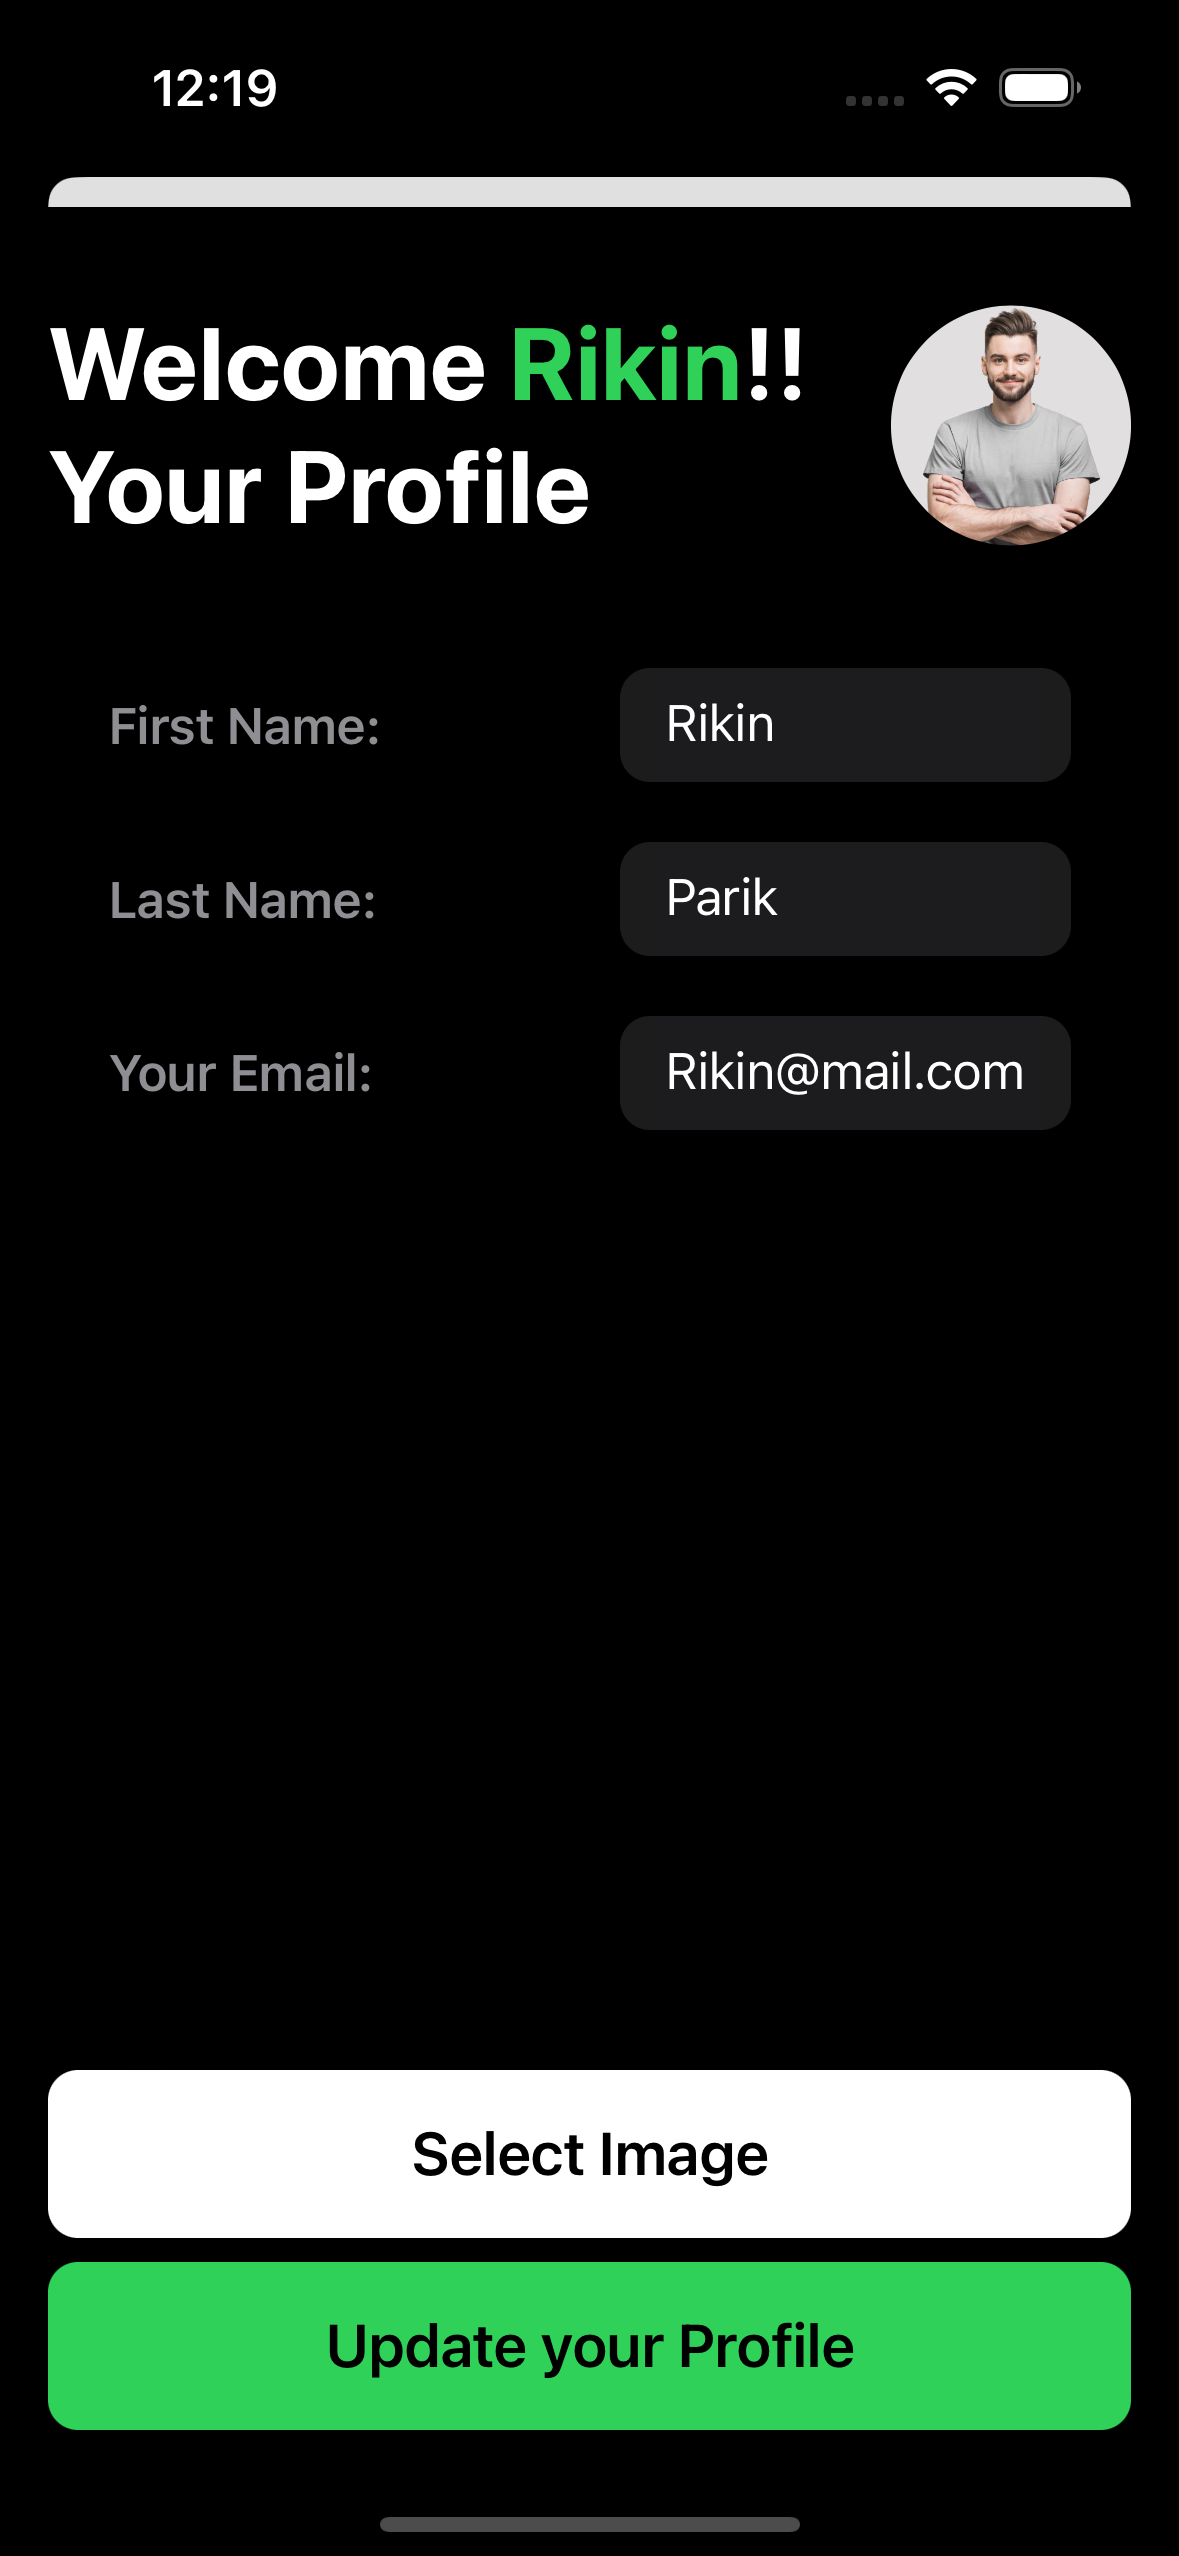 12:19
Welcome Rikin!!
Your Profile
First Name: Rikin
Last Name: Parik
Your Email: Rikin@mail.com
Select Image
Update your Profile